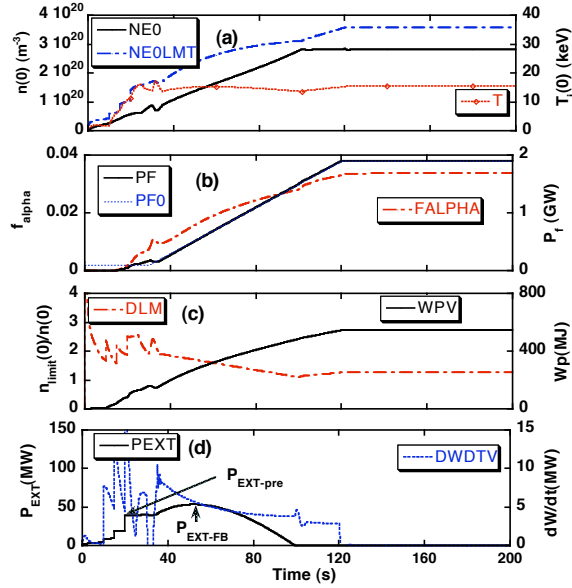 4 10^20
3 10^20
2 10^20
1 10^20
0
n(0) (m^-3)
NE0
NE0LMT
(a)
T
40
30
20
10
0
T_i(0) (keV)
0.04
0.02
0
f_alpha
PF
PF0
(b)
FALPHA
2
1
0
P_f (GW)
4
3
2
1
0
n_limit(0)/n(0)
DLM
(c)
WPV
800
400
0
Wp(MJ)
150
100
50
0
P_EXT(MW)
PEXT
(d)
DWDTV
P_EXT-pre
P_EXT-FB
15
10
5
0
dW/dt(MW)
0 40 80 120 160 200
Time (s)